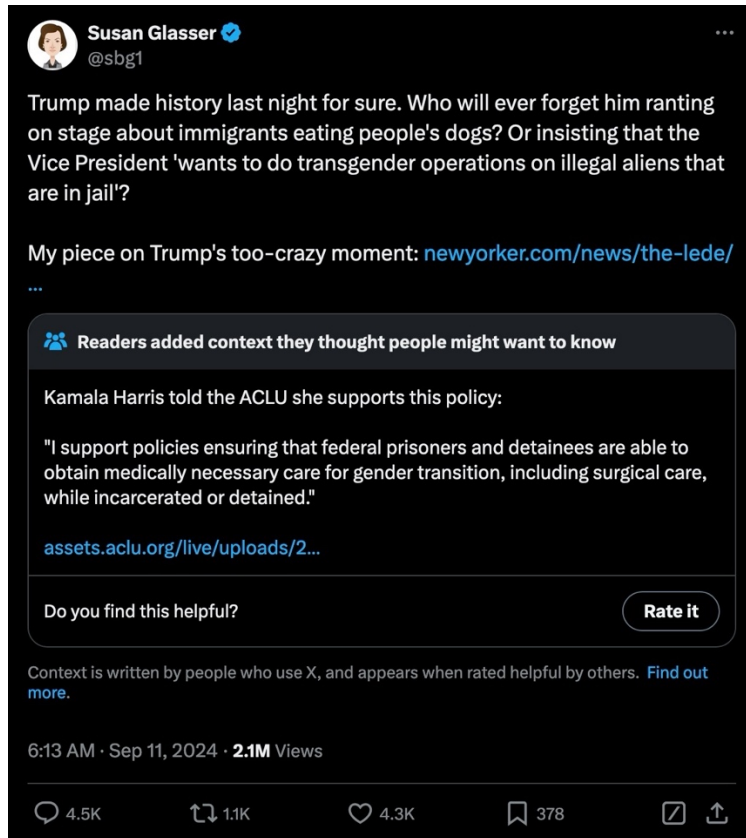 Susan Glasser
@sbg1
Trump made history last night for sure. Who will ever forget him ranting
on stage about immigrants eating people's dogs? Or insisting that the
Vice President 'wants to do transgender operations on illegal aliens that
are in jail'?
My piece on Trump's too-crazy moment: newyorker.com/news/the-lede/
...
Readers added context they thought people might want to know
Kamala Harris told the ACLU she supports this policy:
"I support policies ensuring that federal prisoners and detainees are able to
obtain medically necessary care for gender transition, including surgical care,
while incarcerated or detained."
assets.aclu.org/live/uploads/2...
Do you find this helpful?
Rate it
Context is written by people who use X, and appears when rated helpful by others. Find out
more.
6:13 AM · Sep 11, 2024 · 2.1M Views
4.5K 1.1K 4.3K 378